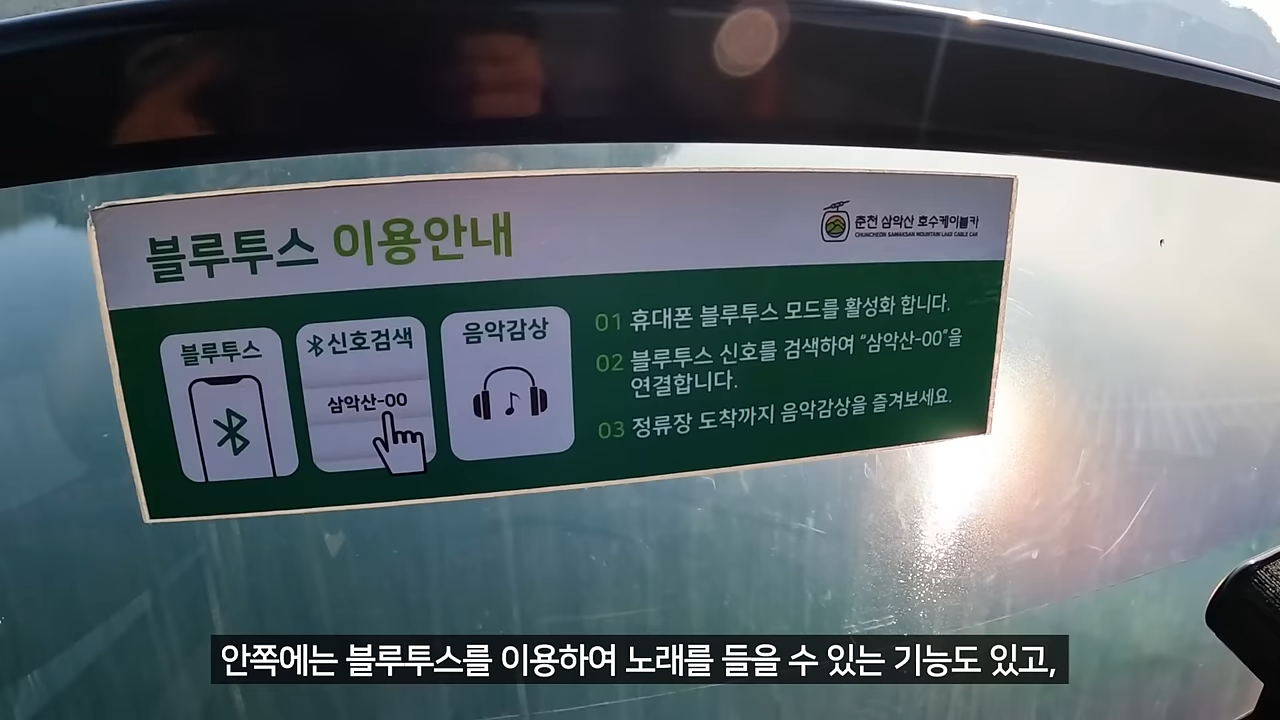 블루투스 이용안내
춘천 삼악산 호수케이블카
CHUNCHEON SAMAKSAN MOUNTAIN LAKE CABLE CAR
블루투스
신호검색
삼악산-00
음악감상
01 휴대폰 블루투스 모드를 활성화 합니다.
02 블루투스 신호를 검색하여 “삼악산-00”을
연결합니다.
03 정류장 도착까지 음악감상을 즐겨보세요.
안쪽에는 블루투스를 이용하여 노래를 들을 수 있는 기능도 있고,